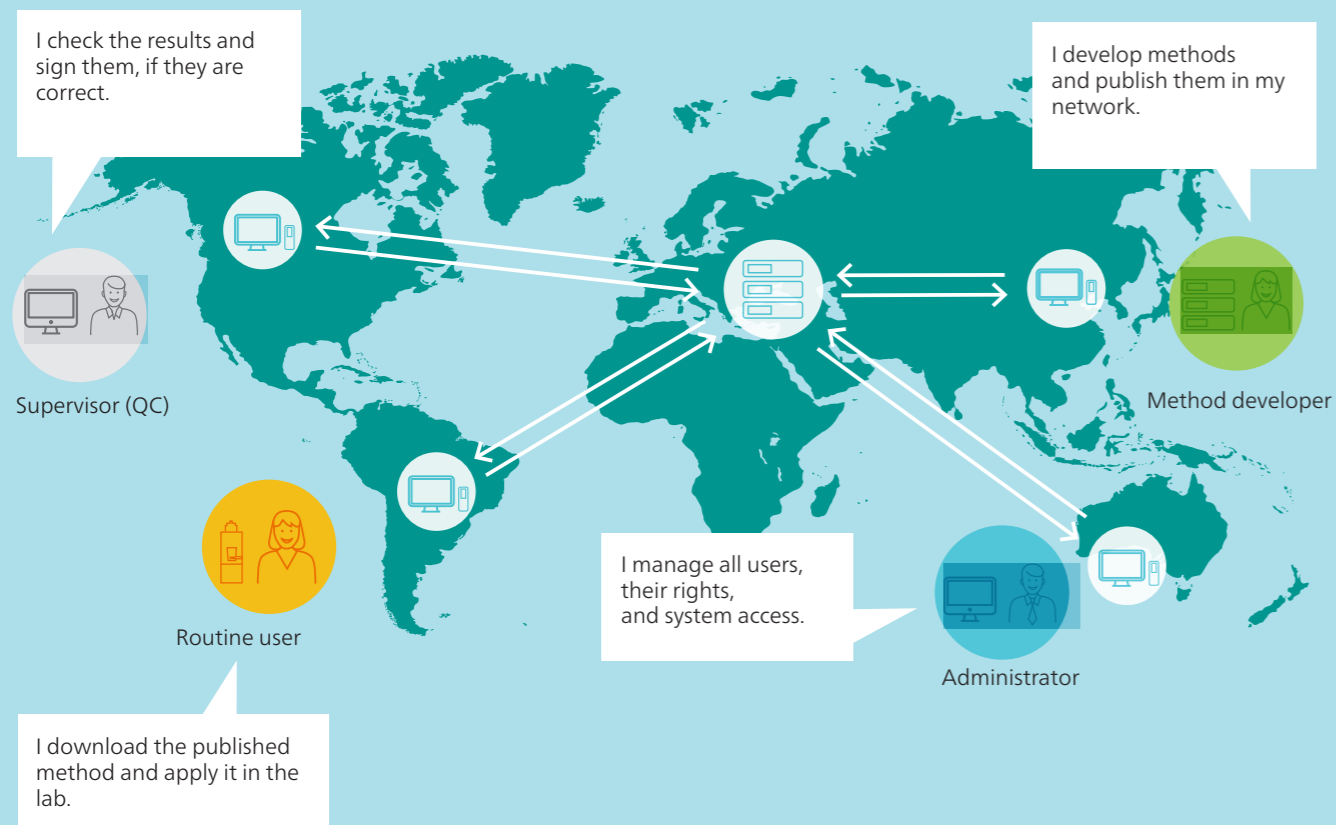 I check the results and
sign them, if they are
correct.
I develop methods
and publish them in my
network.
Supervisor (QC)
Method developer
Routine user
I manage all users,
their rights,
and system access.
Administrator
I download the published
method and apply it in the
lab.